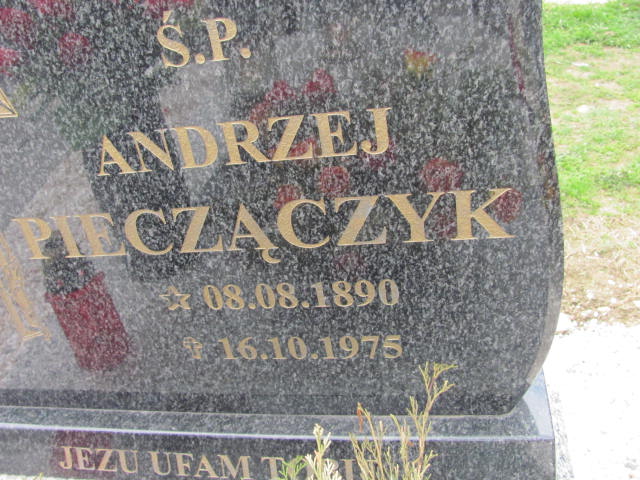 Ś.P.
ANDRZEJ
PIECZĄCZYK
☆ 08.08.1890
✝ 16.10.1975
JEZU UFAM